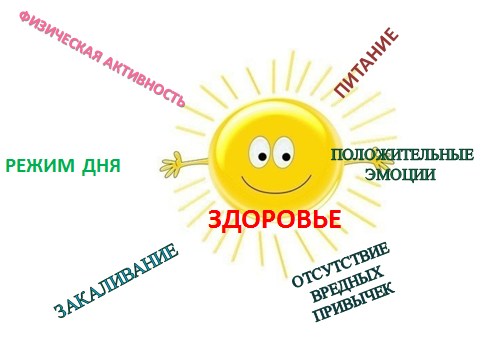 ФИЗИЧЕСКАЯ АКТИВНОСТЬ
ПИТАНИЕ
РЕЖИМ ДНЯ
ПОЛОЖИТЕЛЬНЫЕ
ЭМОЦИИ
ЗДОРОВЬЕ
ЗАКАЛИВАНИЕ
ОТСУТСТВИЕ
ВРЕДНЫХ
ПРИВЫЧЕК